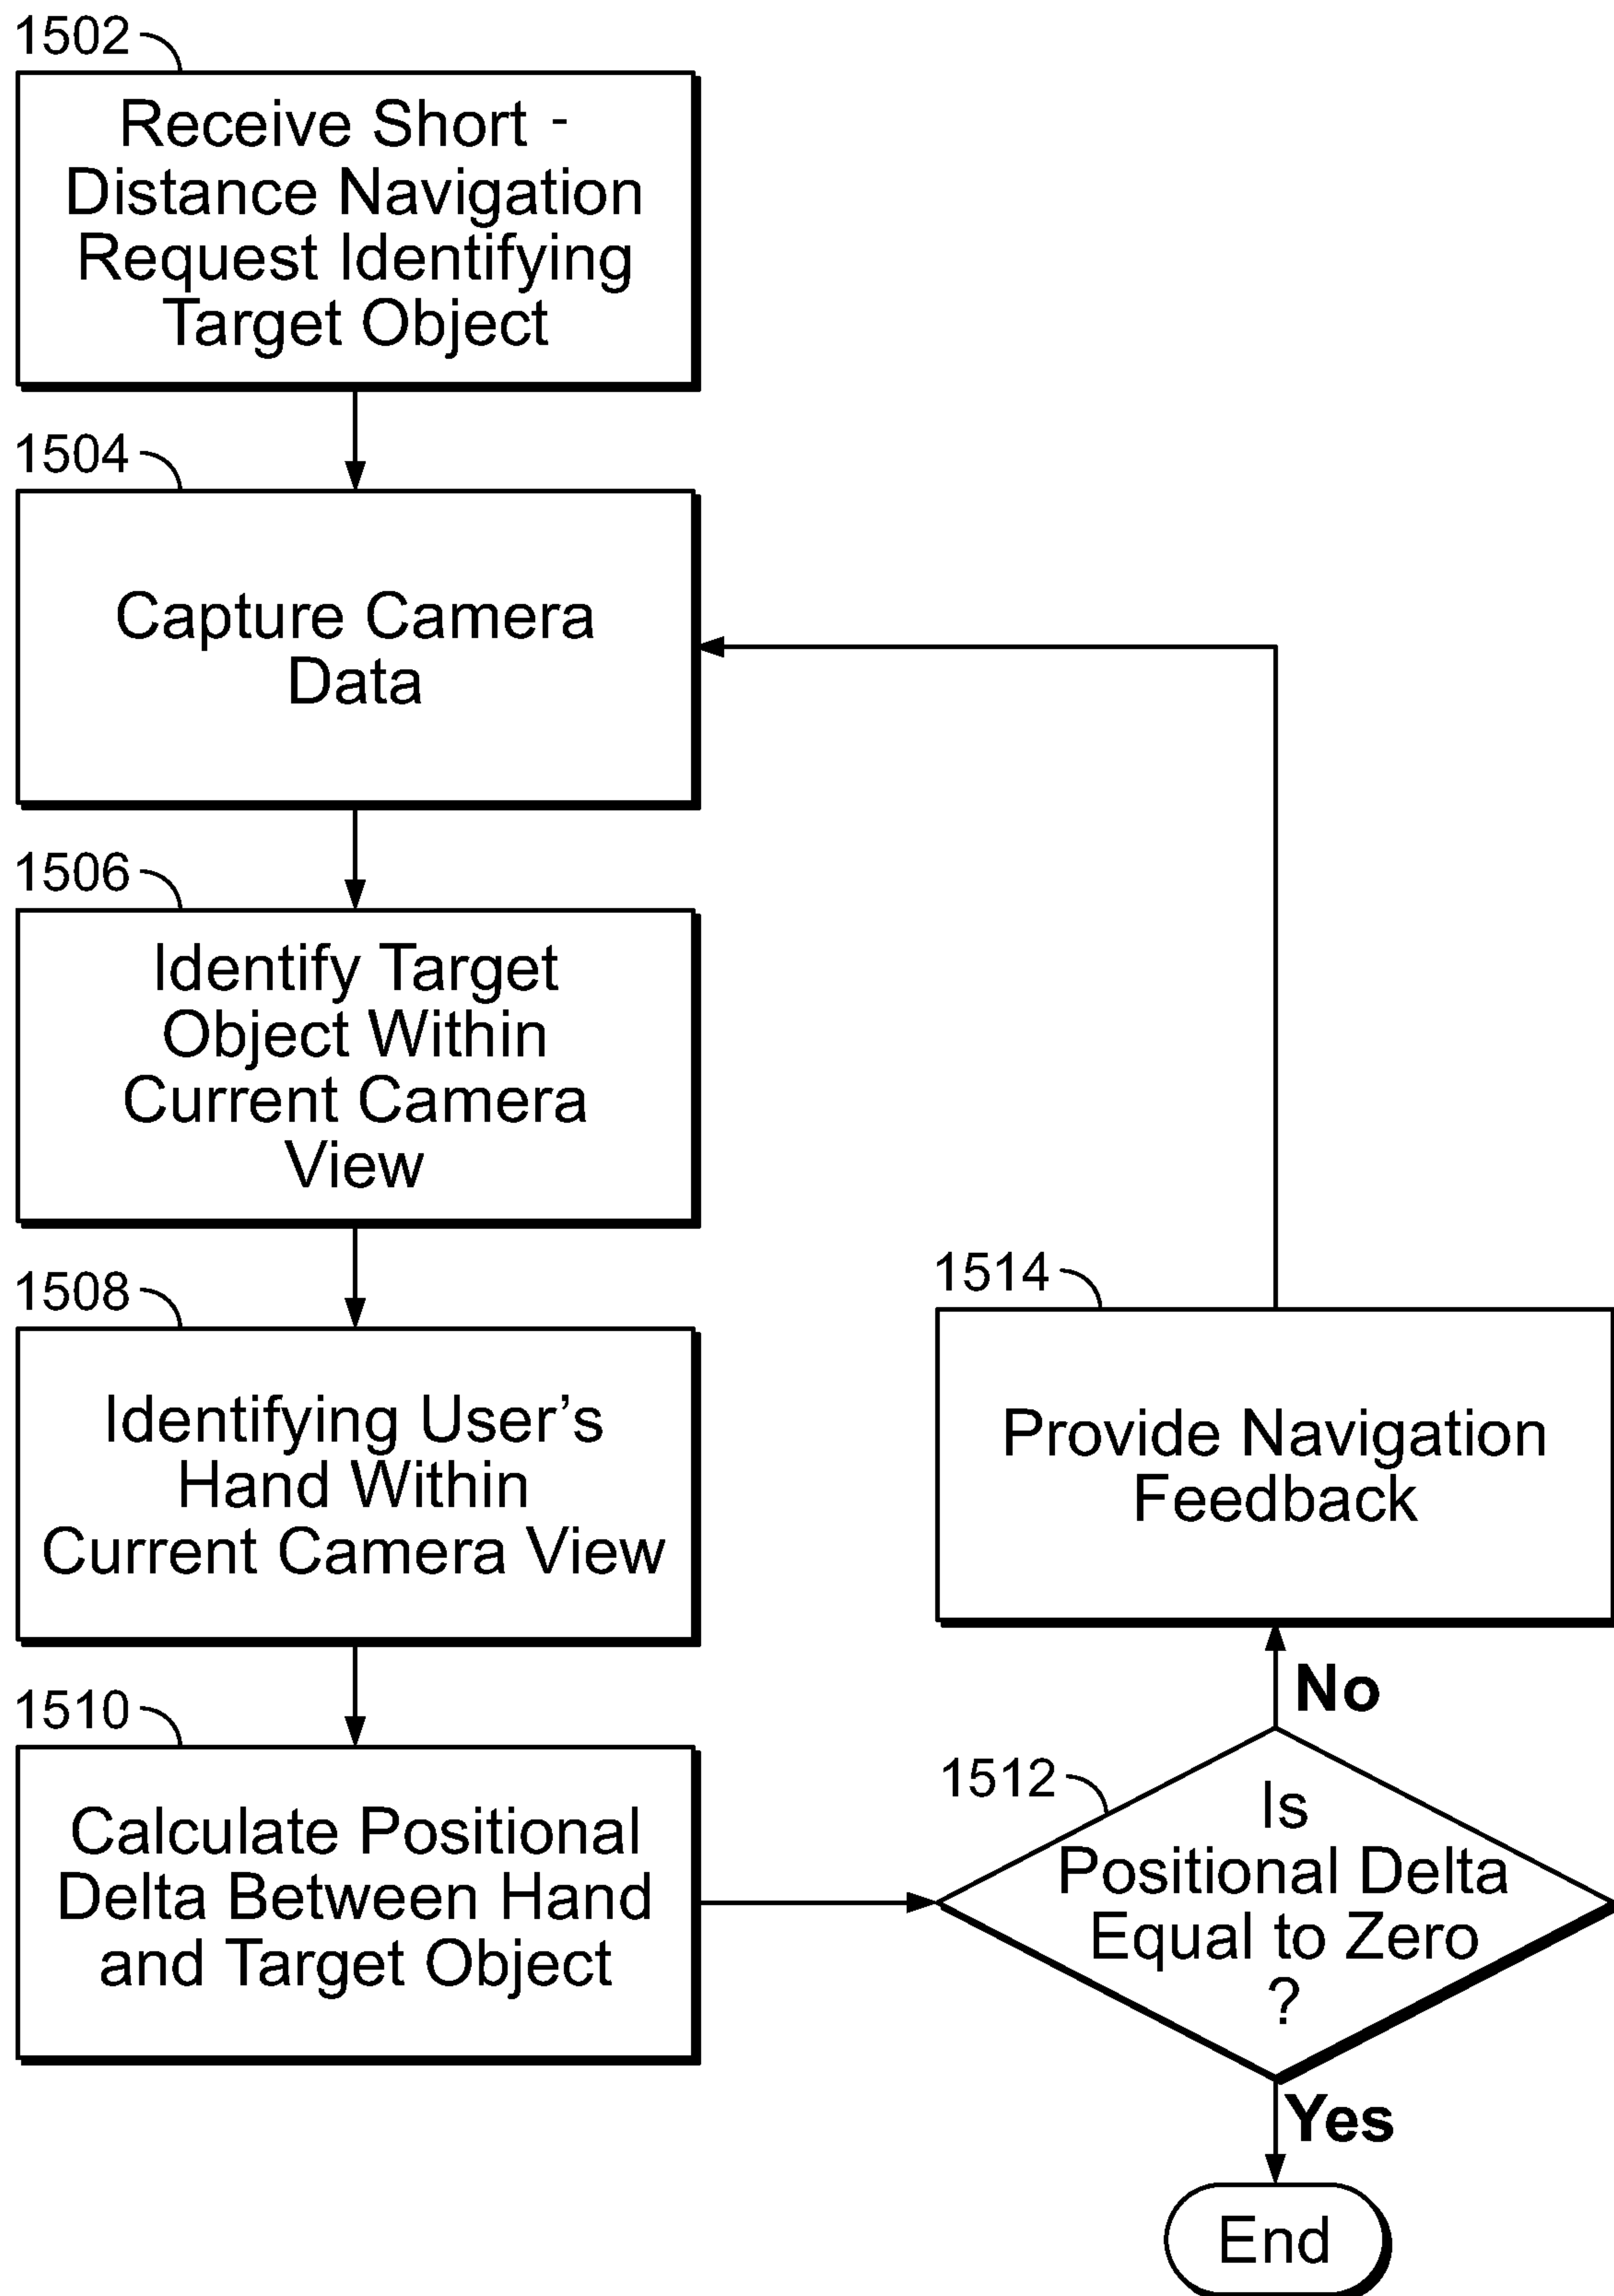 1502
Receive Short -
Distance Navigation
Request Identifying
Target Object
1504
Capture Camera
Data
1506
Identify Target
Object Within
Current Camera
View
1508
Identifying User’s
Hand Within
Current Camera View
1510
Calculate Positional
Delta Between Hand
and Target Object
1512
Is
Positional Delta
Equal to Zero
?
No
1514
Provide Navigation
Feedback
Yes
End